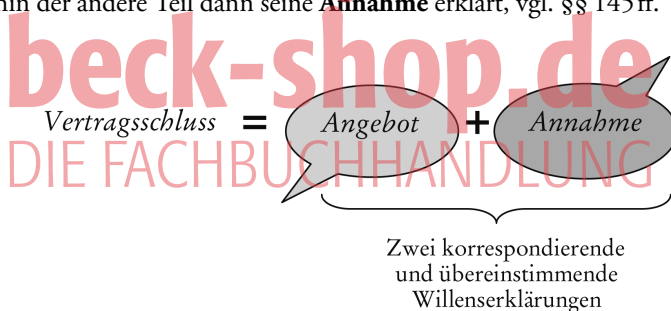 hin der andere Teil dann seine Annahme erklärt, vgl. §§ 145 ff.
beck-shop.de
Vertragsschluss = Angebot + Annahme
DIE FACHBUCHHANDLUNG
Zwei korrespondierende
und übereinstimmende
Willenserklärungen